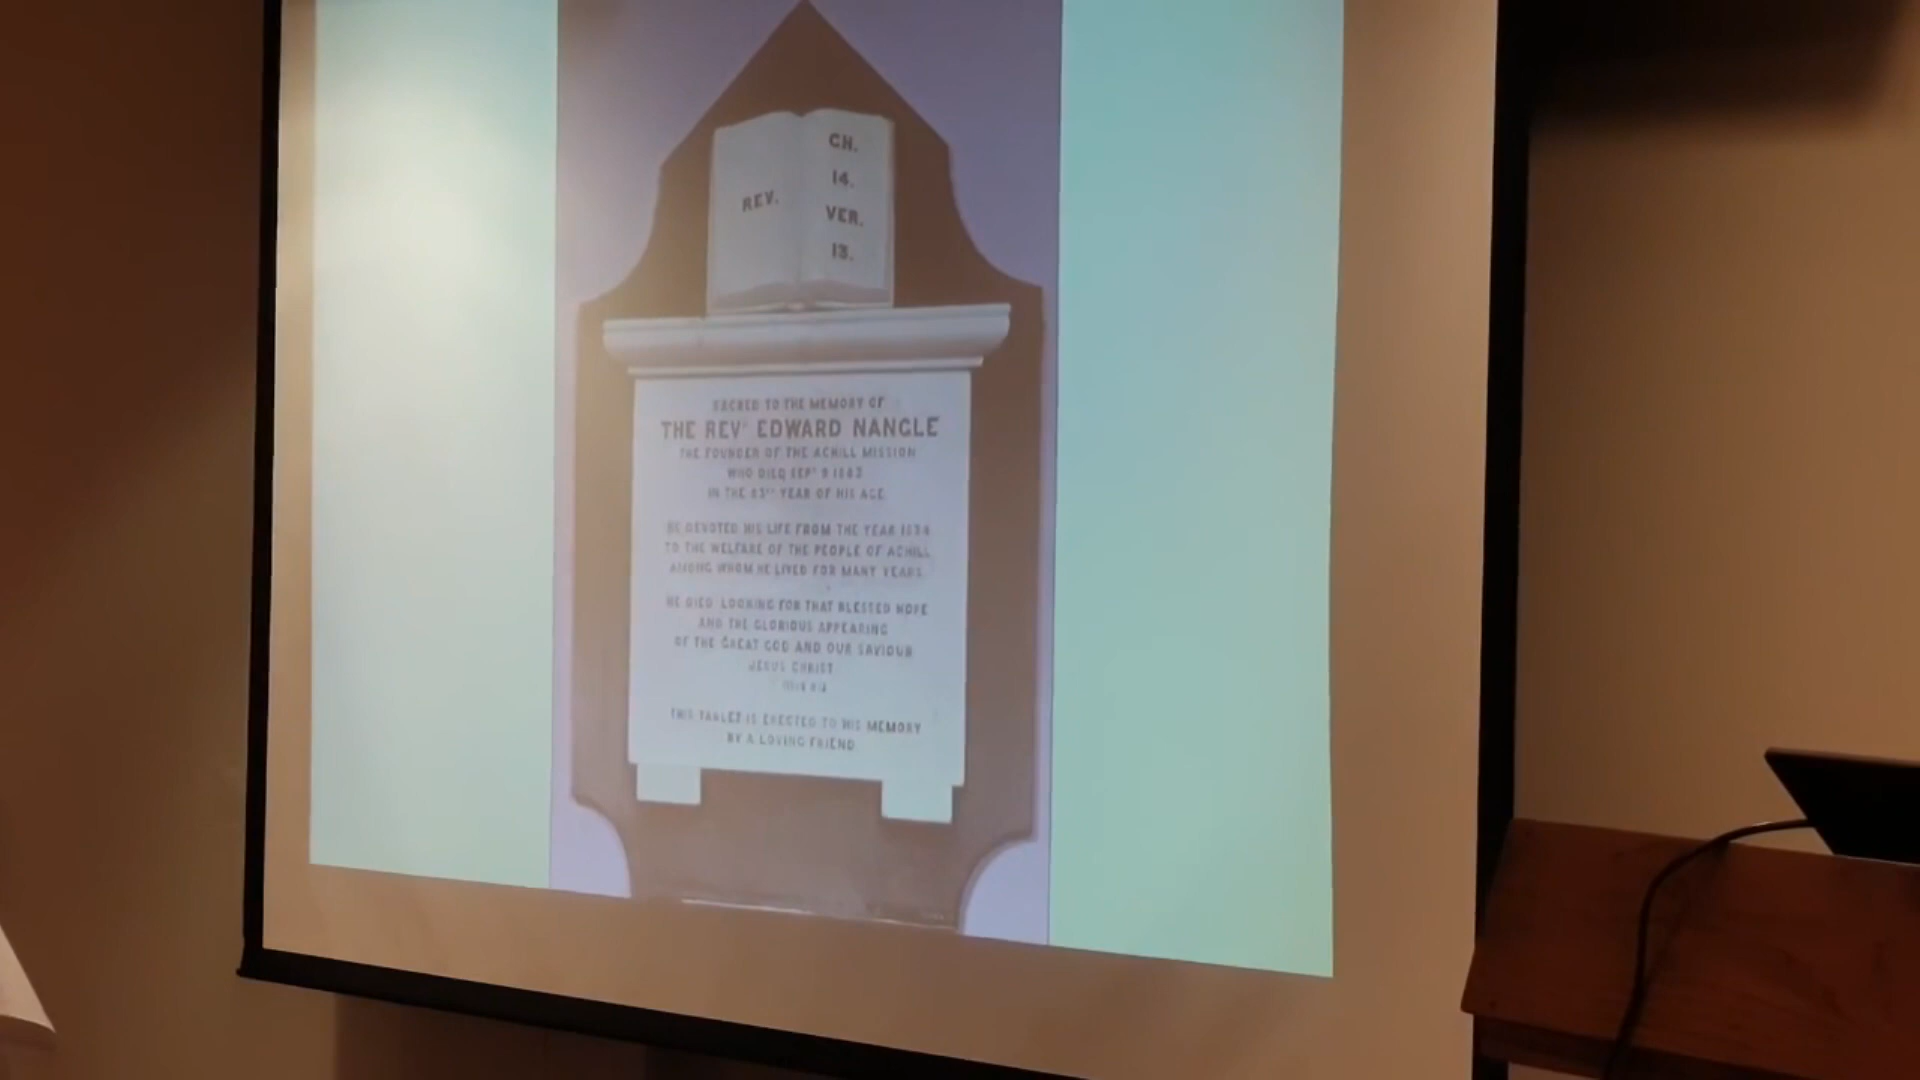 REV.
CH.
14.
VER.
13.
SACRED TO THE MEMORY OF
THE REVD EDWARD NANGLE
THE FOUNDER OF THE ACHILL MISSION
WHO DIED SEPT 9 1883
IN THE 83RD YEAR OF HIS AGE
HE DEVOTED HIS LIFE FROM THE YEAR 1834
TO THE WELFARE OF THE PEOPLE OF ACHILL
AMONG WHOM HE LIVED FOR MANY YEARS
HE DIED LOOKING FOR THAT BLESSED HOPE
AND THE GLORIOUS APPEARING
OF THE GREAT GOD AND OUR SAVIOUR
JESUS CHRIST
THIS TABLET IS ERECTED TO HIS MEMORY
BY A LOVING FRIEND